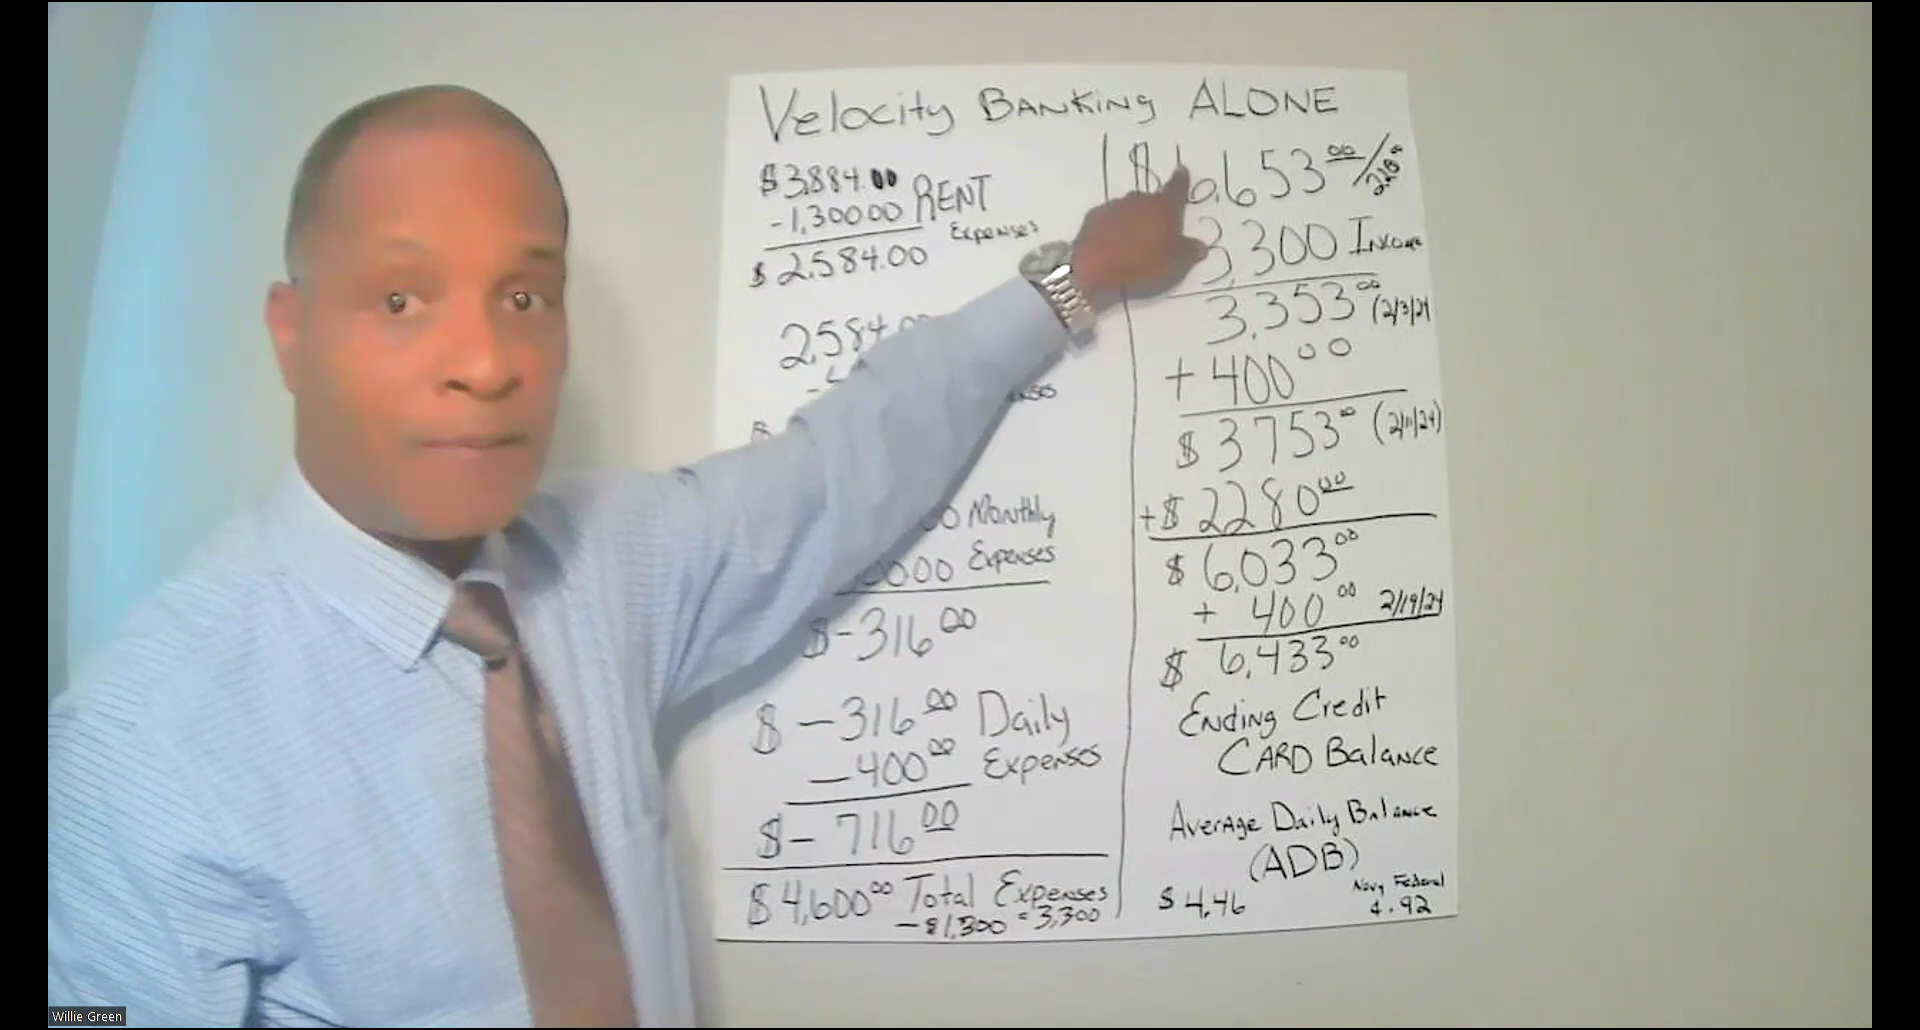 Velocity BANKING ALONE
$3,884.00
-1,300.00 RENT
Expenses
$2,584.00
2,584.00
Monthly
0000 Expenses
$-316.00
$-316.00 Daily
-400.00 Expenses
$-716.00
$4,600.00 Total Expenses
-$1,300 = 3,300
$6,653.00/
3,300 Income
3,353.00 (2/3/24
+400.00
$3753.00 (2/11/24)
+$2280.00
$6,033.00
+400.00 2/19/24
$6,433.00
Ending Credit
CARD Balance
Average Daily Balance
(ADB)
Navy Federal
$4.46 4.92
Willie Green